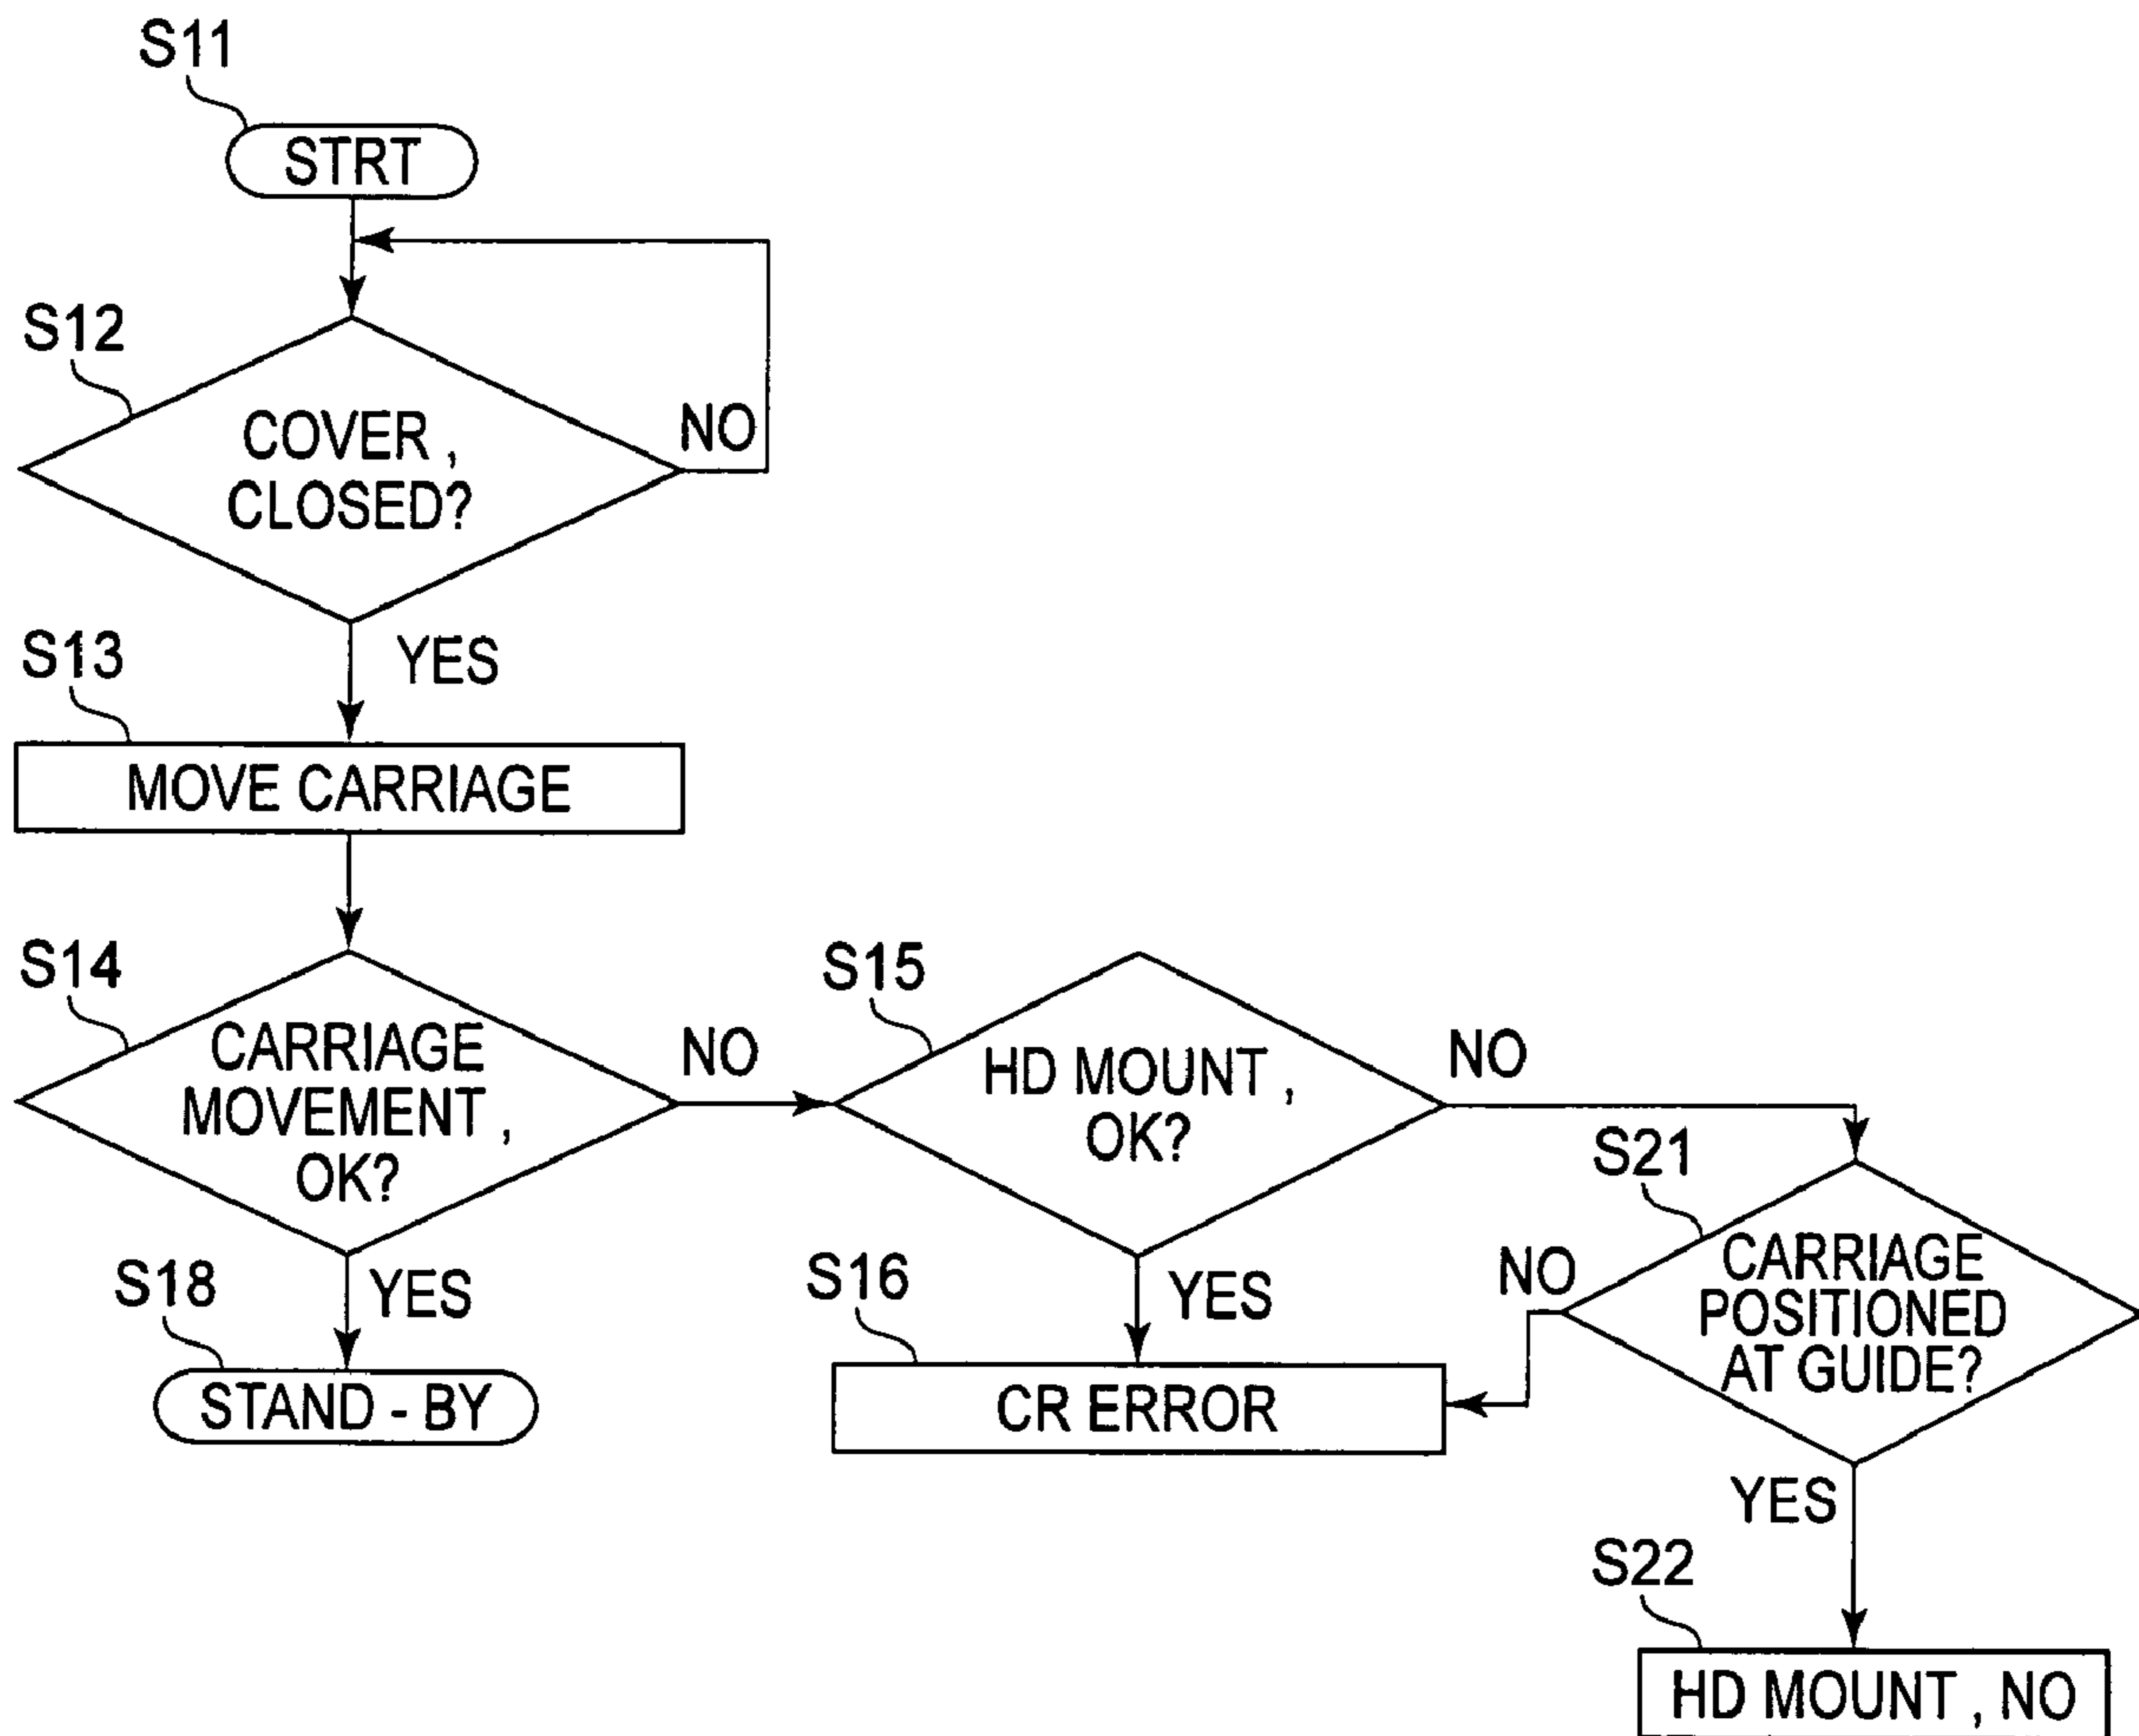 S11
STRT
S12
COVER ,
CLOSED?
NO
YES
S13
MOVE CARRIAGE
S14
CARRIAGE
MOVEMENT ,
OK?
NO
YES
S15
HD MOUNT ,
OK?
NO
YES
S18
STAND - BY
S16
CR ERROR
S21
CARRIAGE
POSITIONED
AT GUIDE?
NO
YES
S22
HD MOUNT , NO